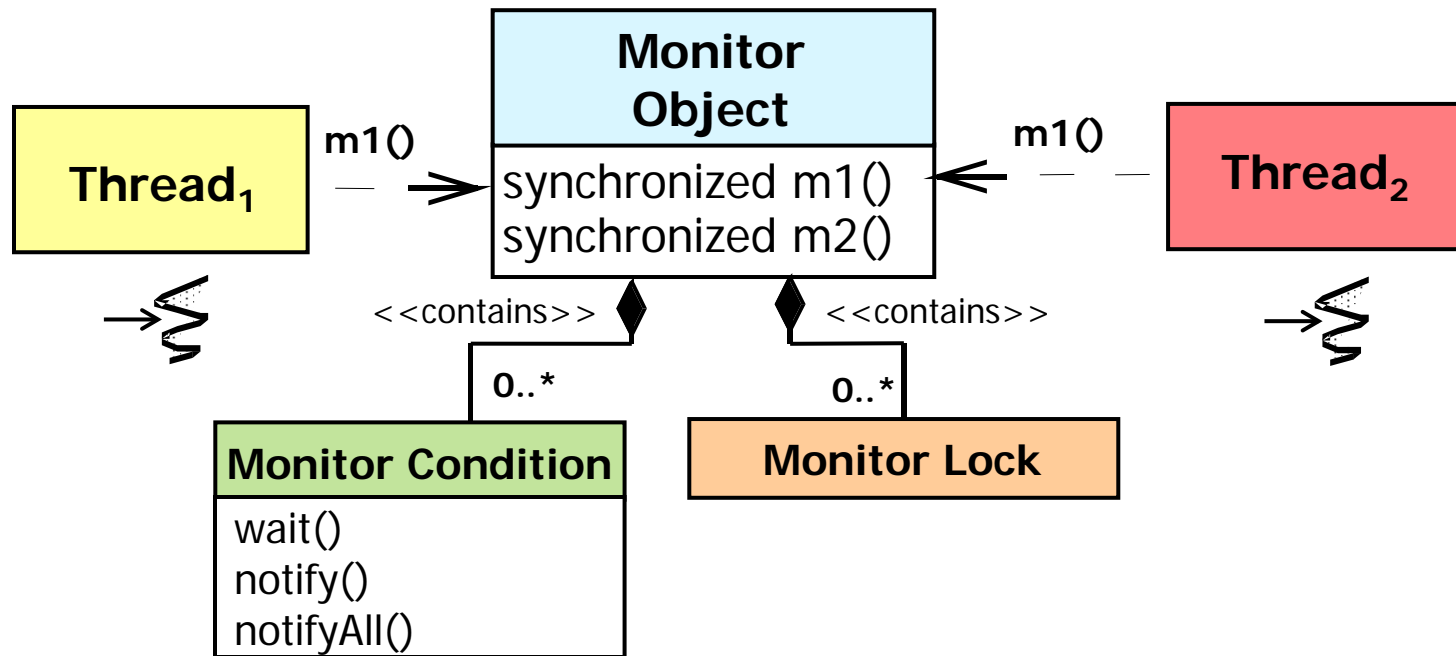 Monitor
Object
m1()
m1()
Thread₁
Thread₂
synchronized m1()
synchronized m2()
<<contains>>
<<contains>>
0..*
0..*
Monitor Condition
Monitor Lock
wait()
notify()
notifyAll()